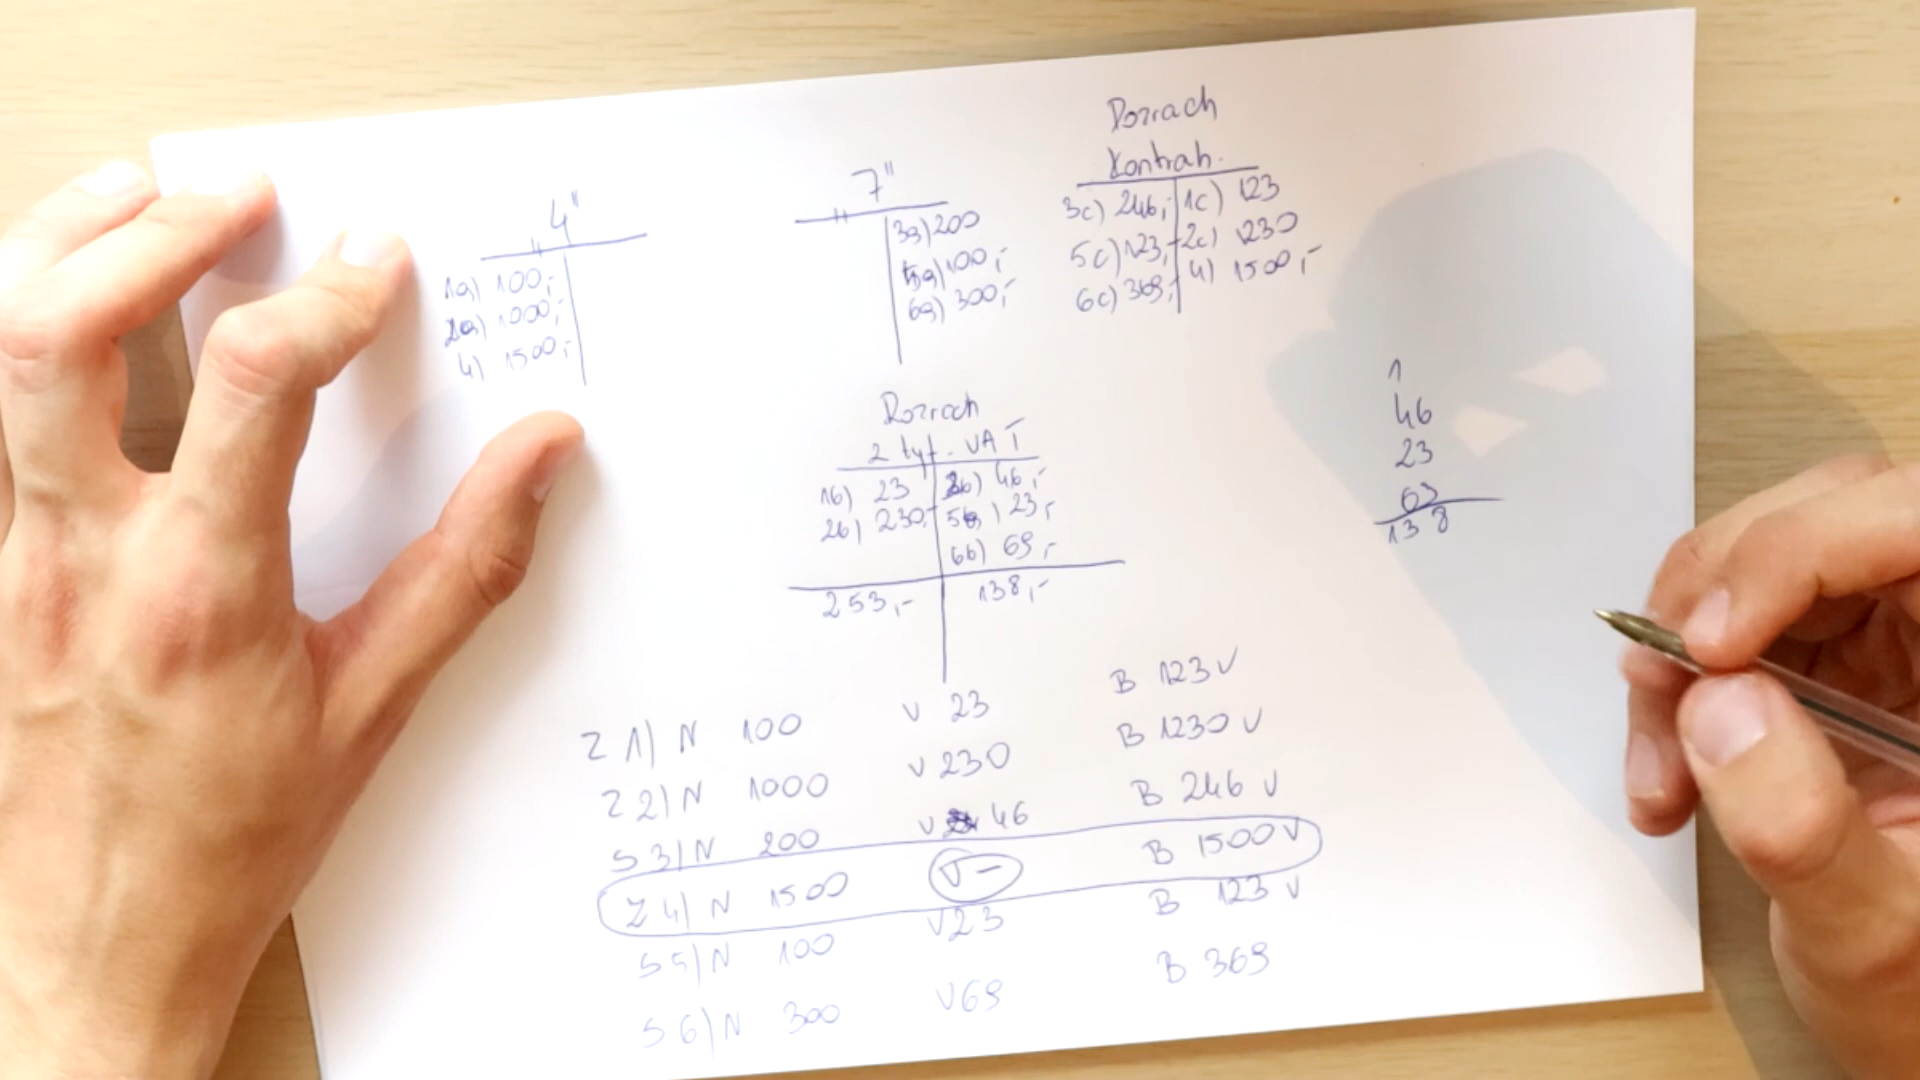 4"
1a) 100,-
2a) 1000,-
4) 1500,-
7"
3a) 200
5a) 100,-
6a) 300,-
Rozrach
Kontrah.
3c) 246,- 1c) 123
5c) 123,- 2c) 1230
6c) 369,- 4) 1500,-
Rozrach
z tyt. VAT
1b) 23 3b) 46,-
2b) 230,- 5b) 23,-
6b) 69,-
253,- 138,-
1
46
23
69
138
Z 1) N 100 V 23 B 123 V
Z 2) N 1000 V 230 B 1230 V
S 3) N 200 V 46 B 246 V
Z 4) N 1500 V - B 1500 V
S 5) N 100 V 23 B 123 V
S 6) N 300 V 69 B 369